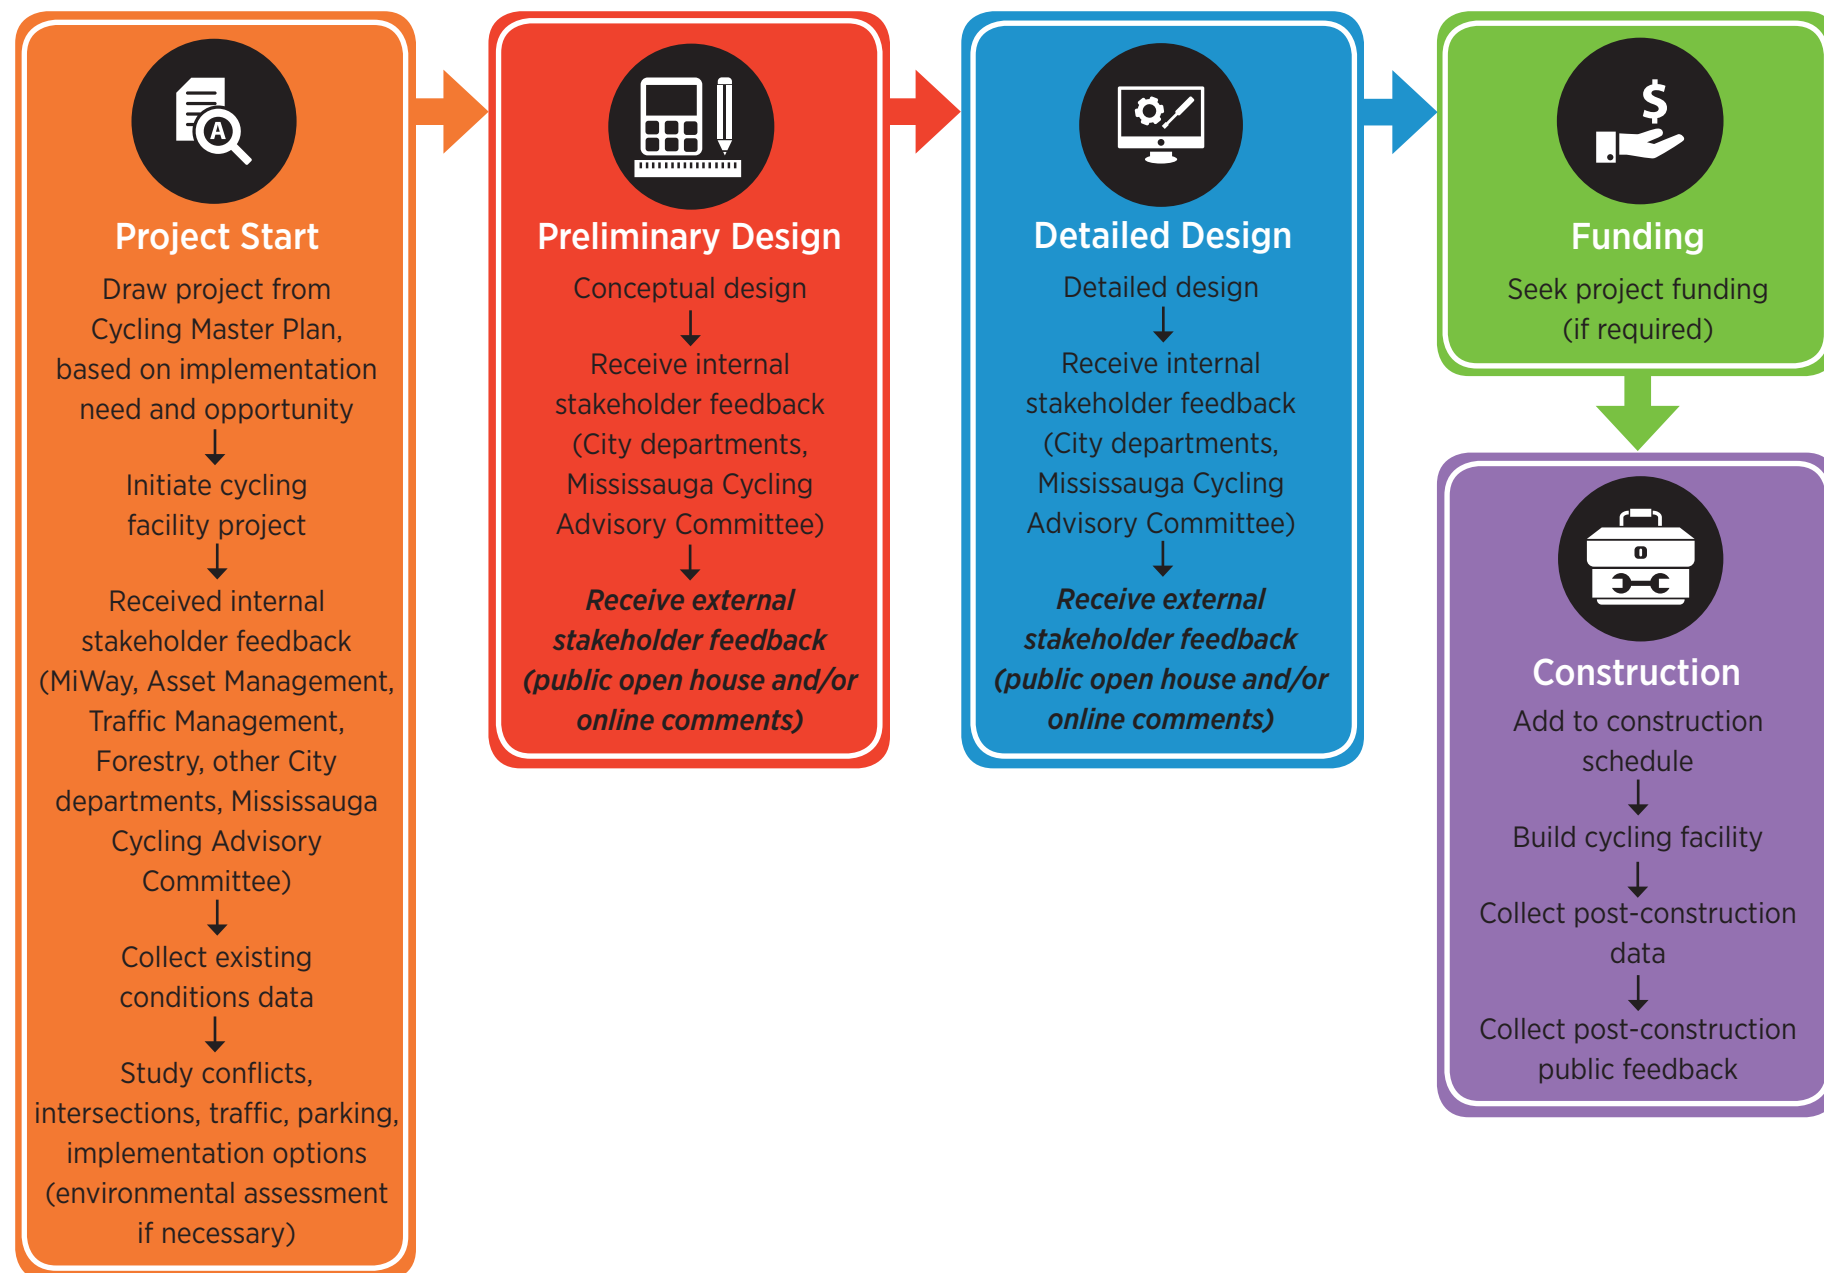 A
Project Start
Draw project from
Cycling Master Plan,
based on implementation
need and opportunity
Initiate cycling
facility project
Received internal
stakeholder feedback
(MiWay, Asset Management,
Traffic Management,
Forestry, other City
departments, Mississauga
Cycling Advisory
Committee)
Collect existing
conditions data
Study conflicts,
intersections, traffic, parking,
implementation options
(environmental assessment
if necessary)
Preliminary Design
Conceptual design
Receive internal
stakeholder feedback
(City departments,
Mississauga Cycling
Advisory Committee)
Receive external
stakeholder feedback
(public open house and/or
online comments)
Detailed Design
Detailed design
Receive internal
stakeholder feedback
(City departments,
Mississauga Cycling
Advisory Committee)
Receive external
stakeholder feedback
(public open house and/or
online comments)
$
Funding
Seek project funding
(if required)
Construction
Add to construction
schedule
Build cycling facility
Collect post-construction
data
Collect post-construction
public feedback